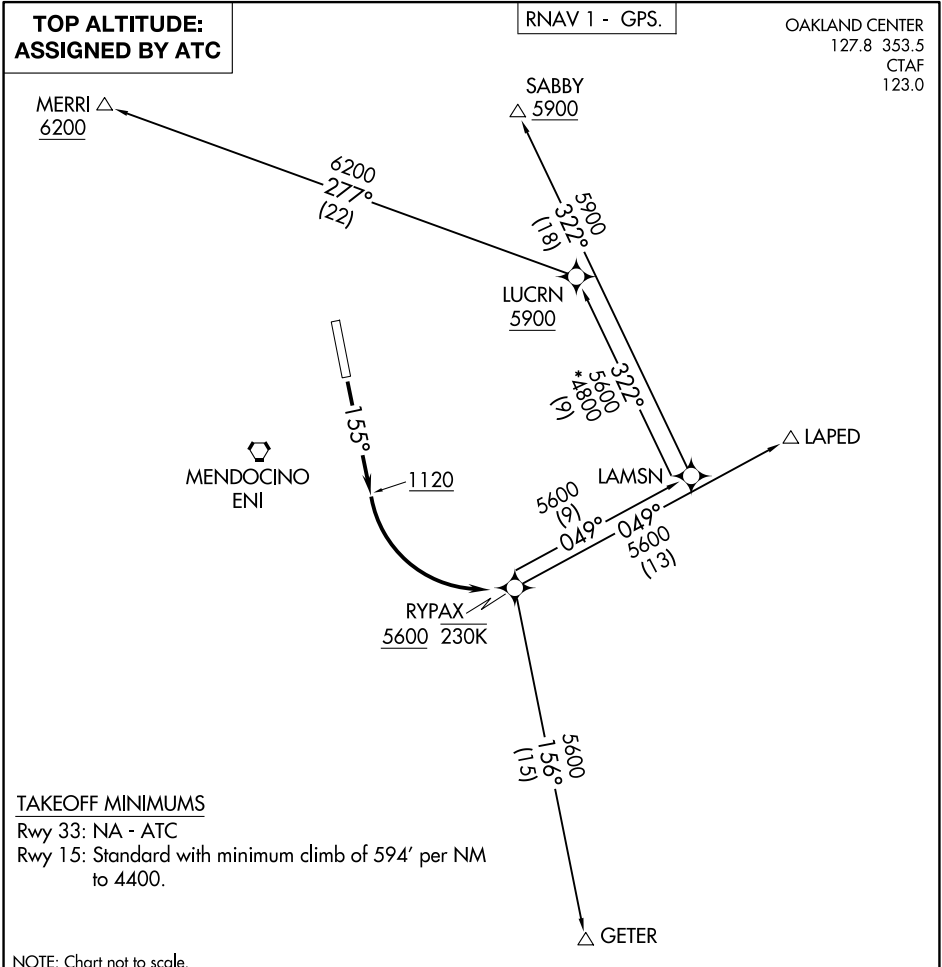 TOP ALTITUDE:
ASSIGNED BY ATC
RNAV 1 - GPS.
OAKLAND CENTER
127.8 353.5
CTAF
123.0
MERRI
6200
SABBY
5900
6200
277°
(22)
5900
322°
(18)
LUCRN
5900
322°
5600
*4800
(9)
155°
MENDOCINO
ENI
1120
LAMSN
LAPED
5600
(9)
049°
049°
5600
(13)
RYPAX
5600 230K
5600
156°
(15)
TAKEOFF MINIMUMS
Rwy 33: NA - ATC
Rwy 15: Standard with minimum climb of 594' per NM
to 4400.
GETER
NOTE: Chart not to scale.